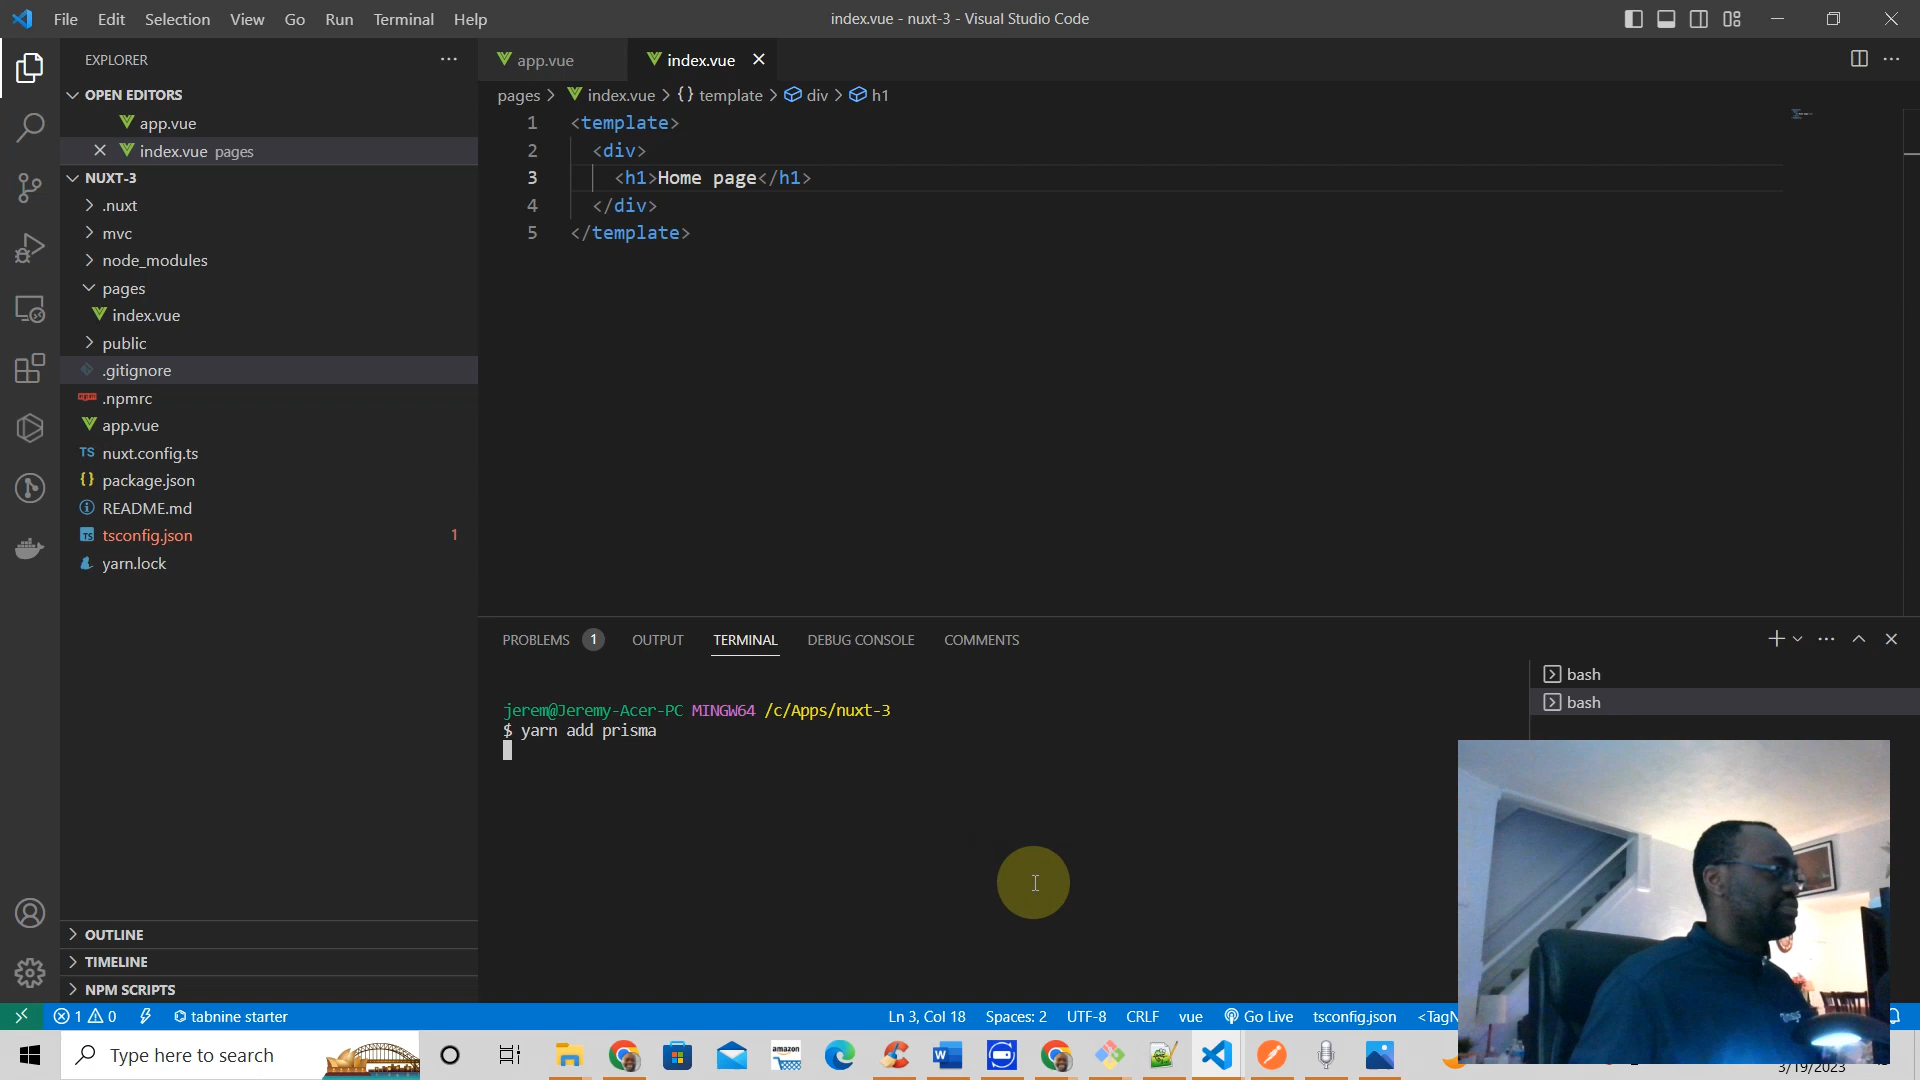 File Edit Selection View Go Run Terminal Help
index.vue - nuxt-3 - Visual Studio Code
EXPLORER
OPEN EDITORS
app.vue
index.vue pages
NUXT-3
.nuxt
mvc
node_modules
pages
index.vue
public
.gitignore
.npmrc
app.vue
TS nuxt.config.ts
{} package.json
README.md
TS tsconfig.json 1
yarn.lock
OUTLINE
TIMELINE
NPM SCRIPTS
app.vue index.vue
pages > index.vue > {} template > div > h1
1 <template>
2 <div>
3 <h1>Home page</h1>
4 </div>
5 </template>
PROBLEMS 1 OUTPUT TERMINAL DEBUG CONSOLE COMMENTS
jerem@Jeremy-Acer-PC MINGW64 /c/Apps/nuxt-3
$ yarn add prisma
bash
bash
1 0 tabnine starter
Ln 3, Col 18 Spaces: 2 UTF-8 CRLF vue Go Live tsconfig.json <TagN
Type here to search
amazon
3/19/2023